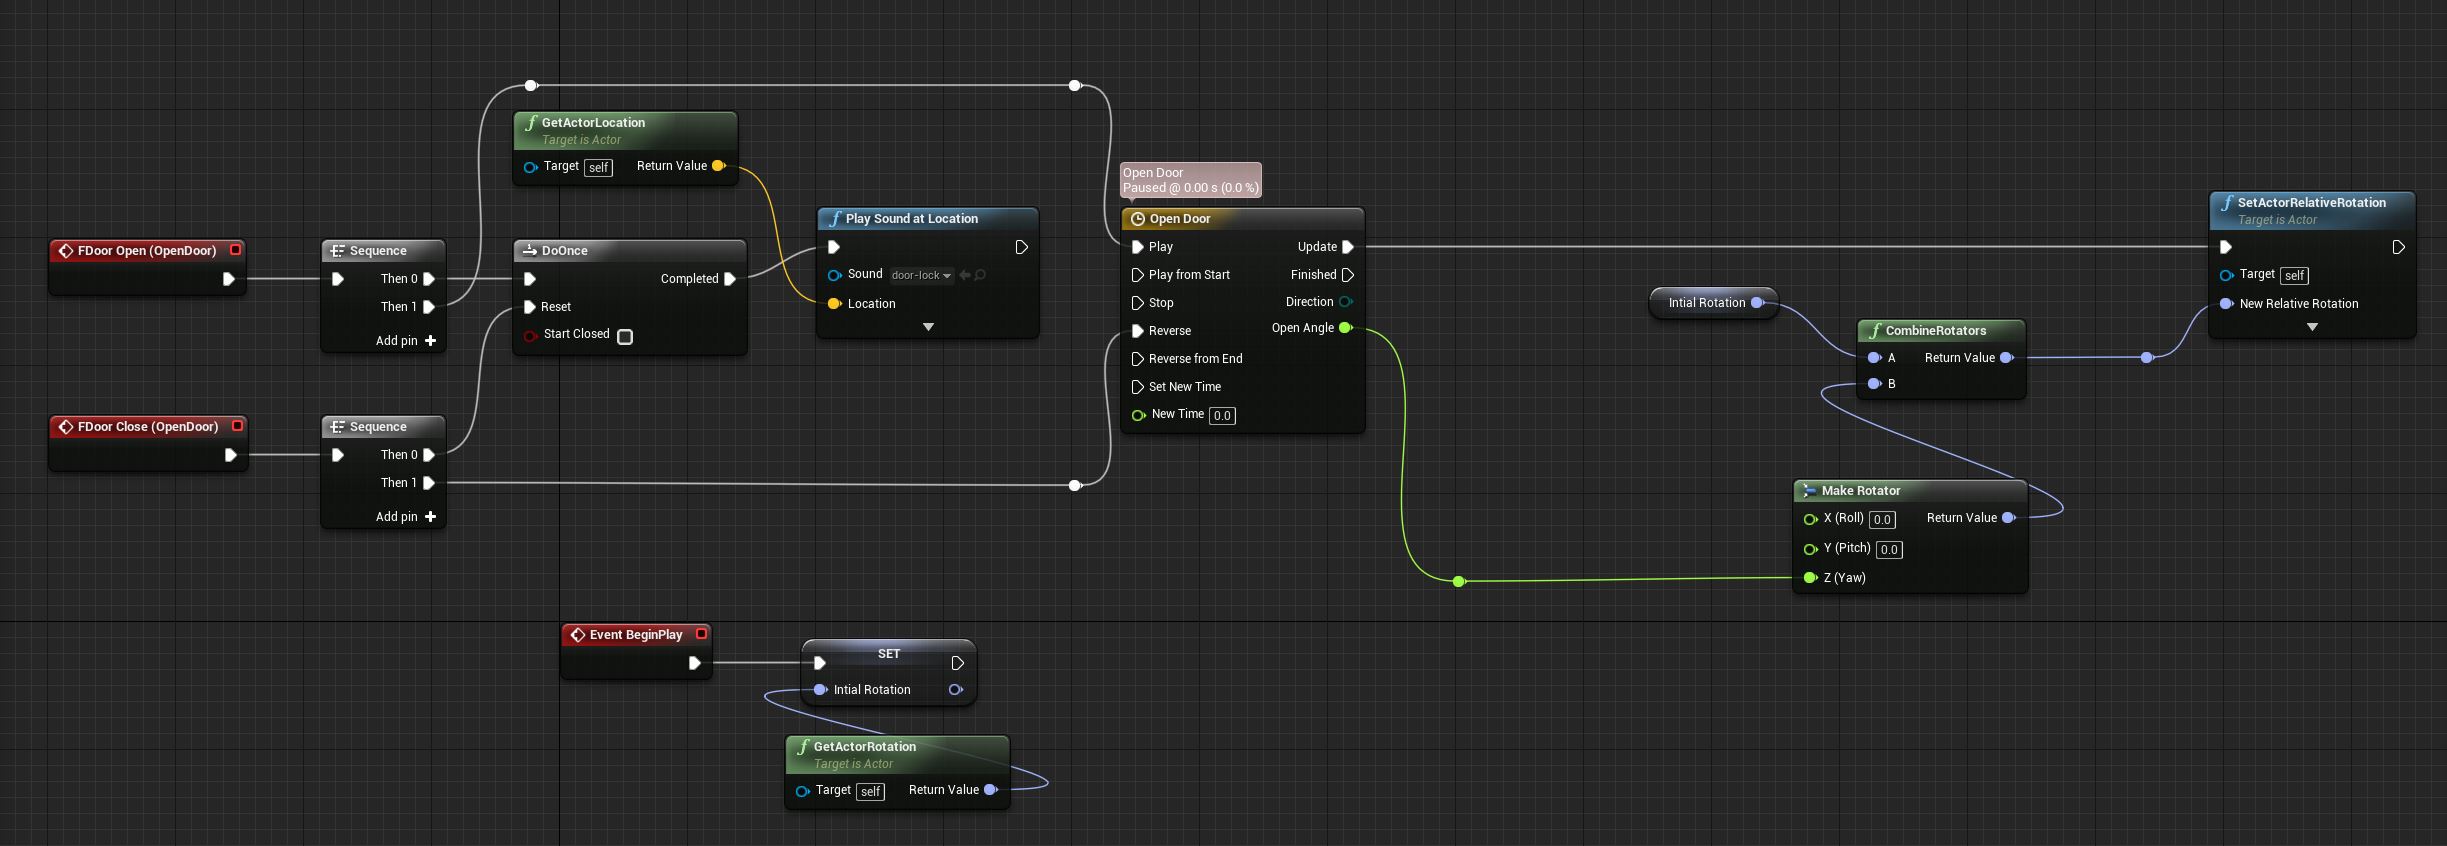 FDoor Open (OpenDoor)
Sequence
Then 0
Then 1
Add pin
FDoor Close (OpenDoor)
Sequence
Then 0
Then 1
Add pin
GetActorLocation
Target is Actor
Target self Return Value
DoOnce
Completed
Reset
Start Closed
Play Sound at Location
Sound door-lock
Location
Open Door
Paused @ 0.00 s (0.0 %)
Open Door
Play Update
Play from Start Finished
Stop Direction
Reverse Open Angle
Reverse from End
Set New Time
New Time 0.0
Intial Rotation
CombineRotators
A Return Value
B
Make Rotator
X (Roll) 0.0 Return Value
Y (Pitch) 0.0
Z (Yaw)
SetActorRelativeRotation
Target is Actor
Target self
New Relative Rotation
Event BeginPlay
SET
Intial Rotation
GetActorRotation
Target is Actor
Target self Return Value